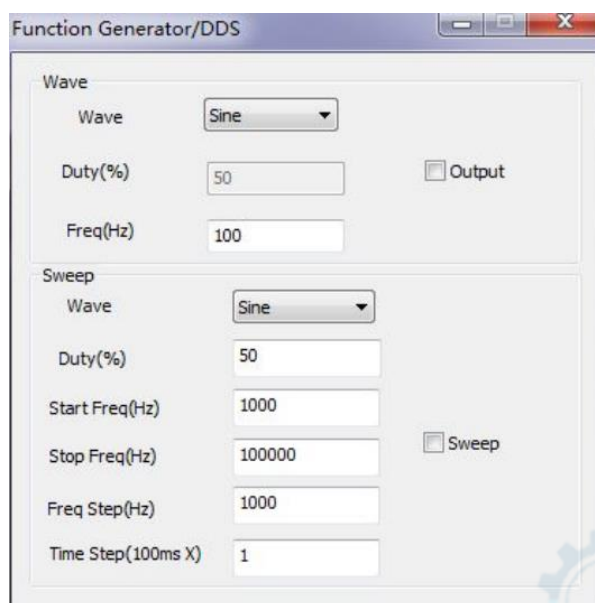 Function Generator/DDS
Wave
Wave Sine
Duty(%) 50 Output
Freq(Hz) 100
Sweep
Wave Sine
Duty(%) 50
Start Freq(Hz) 1000
Stop Freq(Hz) 100000 Sweep
Freq Step(Hz) 1000
Time Step(100ms X) 1